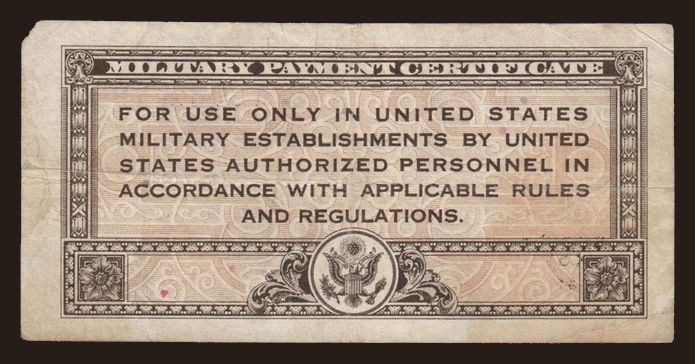 MILITARY PAYMENT CERTIFICATE
FOR USE ONLY IN UNITED STATES
MILITARY ESTABLISHMENTS BY UNITED
STATES AUTHORIZED PERSONNEL IN
ACCORDANCE WITH APPLICABLE RULES
AND REGULATIONS.